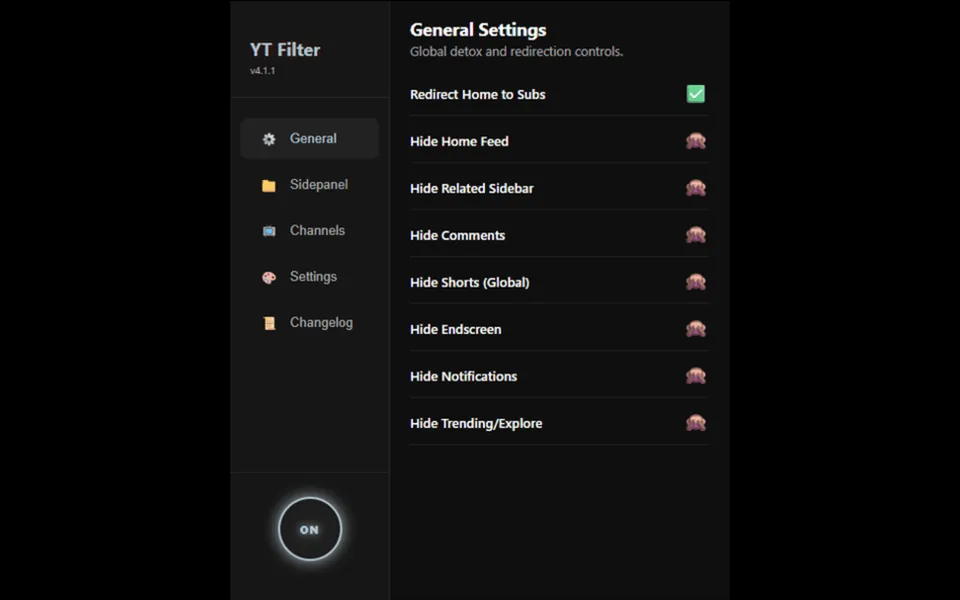 YT Filter
v4.1.1
General
Sidepanel
Channels
Settings
Changelog
ON
General Settings
Global detox and redirection controls.
Redirect Home to Subs
Hide Home Feed
Hide Related Sidebar
Hide Comments
Hide Shorts (Global)
Hide Endscreen
Hide Notifications
Hide Trending/Explore